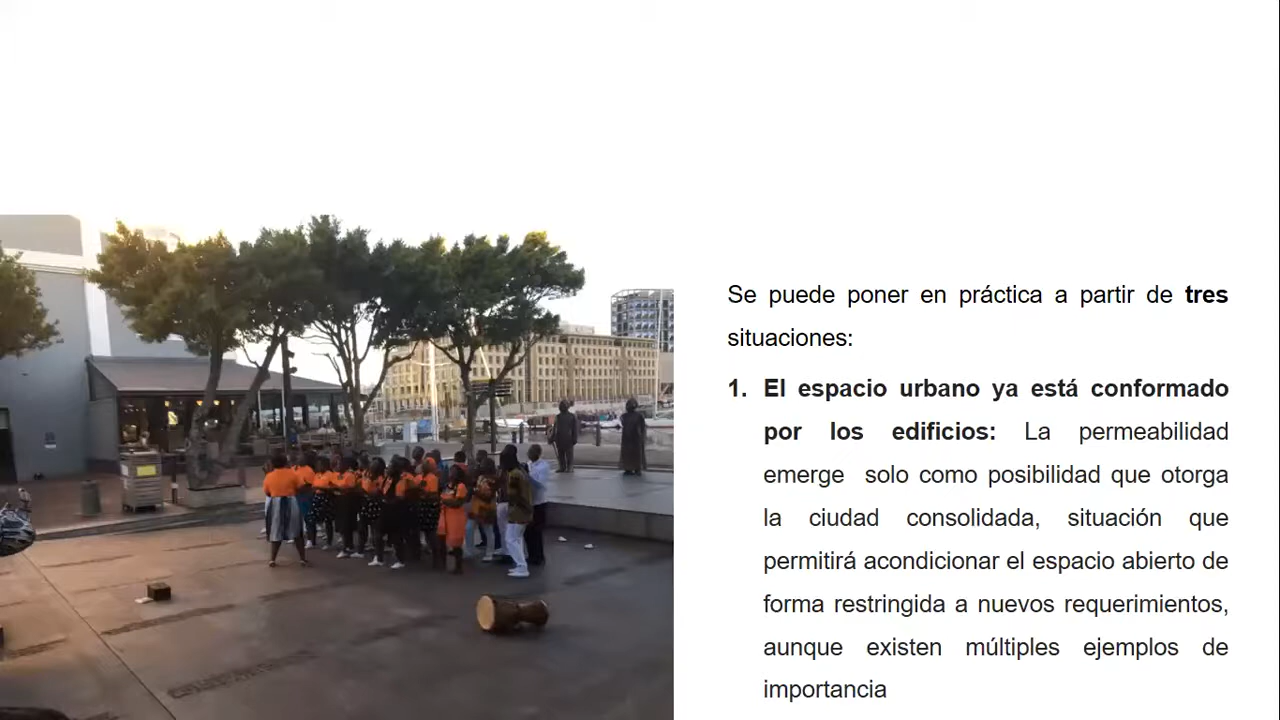 Se puede poner en práctica a partir de tres
situaciones:
1. El espacio urbano ya está conformado
por los edificios: La permeabilidad
emerge solo como posibilidad que otorga
la ciudad consolidada, situación que
permitirá acondicionar el espacio abierto de
forma restringida a nuevos requerimientos,
aunque existen múltiples ejemplos de
importancia